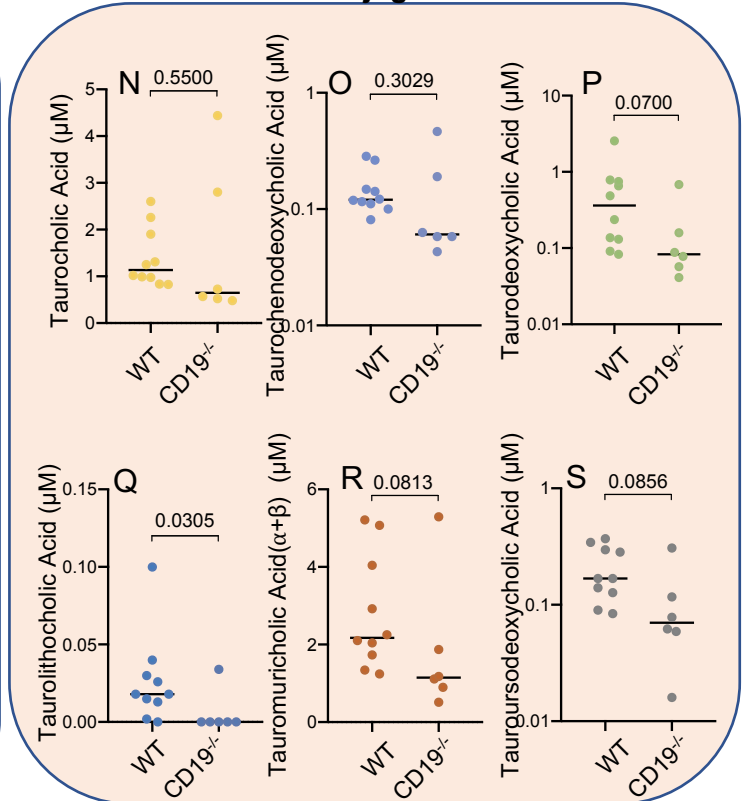 N
0.5500
Taurocholic Acid (µM)
5
4
3
2
1
0
WT
CD19-/-
O
0.3029
Taurochenodeoxycholic Acid (µM)
1
0.1
0.01
WT
CD19-/-
P
0.0700
Taurodeoxycholic Acid (µM)
10
1
0.1
0.01
WT
CD19-/-
Q
0.0305
Taurolithocholic Acid (µM)
0.15
0.10
0.05
0.00
WT
CD19-/-
R
0.0813
Tauromuricholic Acid(α+β) (µM)
6
4
2
0
WT
CD19-/-
S
0.0856
Tauroursodeoxycholic Acid (µM)
1
0.1
0.01
WT
CD19-/-